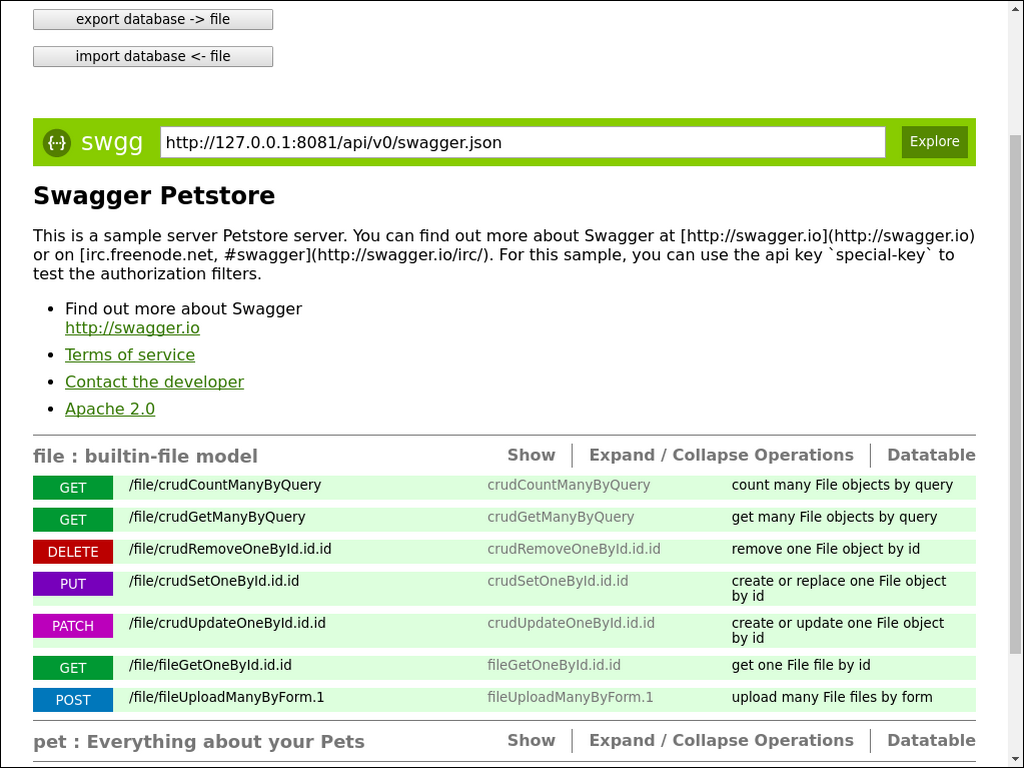 export database -> file
import database <- file
{··} swgg http://127.0.0.1:8081/api/v0/swagger.json Explore
Swagger Petstore
This is a sample server Petstore server. You can find out more about Swagger at [http://swagger.io](http://swagger.io)
or on [irc.freenode.net, #swagger](http://swagger.io/irc/). For this sample, you can use the api key `special-key` to
test the authorization filters.
• Find out more about Swagger
http://swagger.io
• Terms of service
• Contact the developer
• Apache 2.0
file : builtin-file model Show Expand / Collapse Operations Datatable
GET /file/crudCountManyByQuery crudCountManyByQuery count many File objects by query
GET /file/crudGetManyByQuery crudGetManyByQuery get many File objects by query
DELETE /file/crudRemoveOneById.id.id crudRemoveOneById.id.id remove one File object by id
PUT /file/crudSetOneById.id.id crudSetOneById.id.id create or replace one File object
by id
PATCH /file/crudUpdateOneById.id.id crudUpdateOneById.id.id create or update one File object
by id
GET /file/fileGetOneById.id.id fileGetOneById.id.id get one File file by id
POST /file/fileUploadManyByForm.1 fileUploadManyByForm.1 upload many File files by form
pet : Everything about your Pets Show Expand / Collapse Operations Datatable